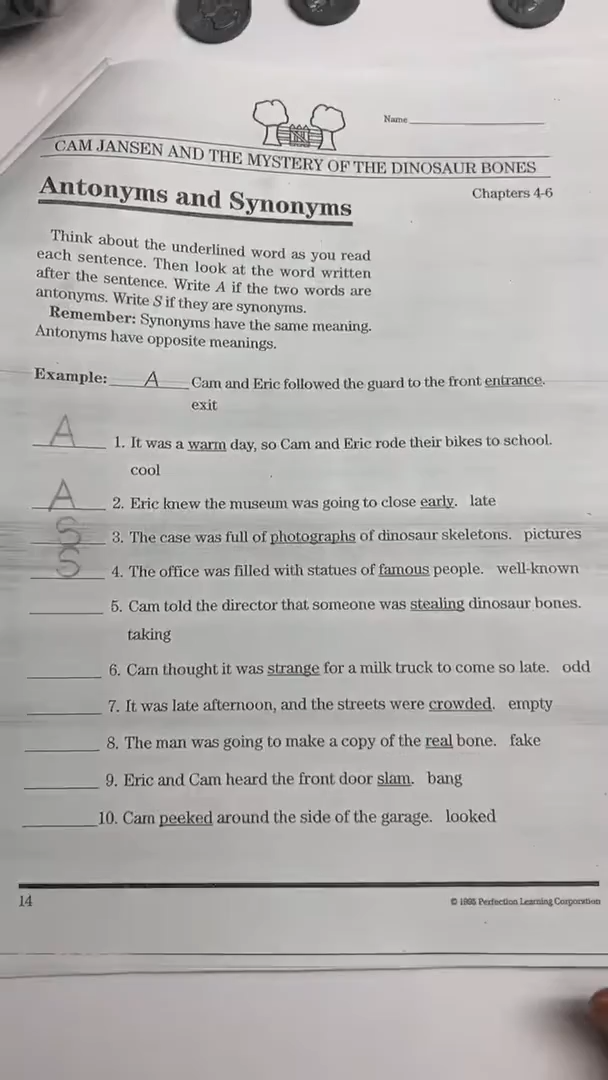 Name
CAM JANSEN AND THE MYSTERY OF THE DINOSAUR BONES
Antonyms and Synonyms
Chapters 4-6
Think about the underlined word as you read
each sentence. Then look at the word written
after the sentence. Write A if the two words are
antonyms. Write S if they are synonyms.
Remember: Synonyms have the same meaning.
Antonyms have opposite meanings.
Example: A Cam and Eric followed the guard to the front entrance.
exit
A 1. It was a warm day, so Cam and Eric rode their bikes to school.
cool
A 2. Eric knew the museum was going to close early. late
S 3. The case was full of photographs of dinosaur skeletons. pictures
S 4. The office was filled with statues of famous people. well-known
5. Cam told the director that someone was stealing dinosaur bones.
taking
6. Cam thought it was strange for a milk truck to come so late. odd
7. It was late afternoon, and the streets were crowded. empty
8. The man was going to make a copy of the real bone. fake
9. Eric and Cam heard the front door slam. bang
10. Cam peeked around the side of the garage. looked
14
© 1995 Perfection Learning Corporation